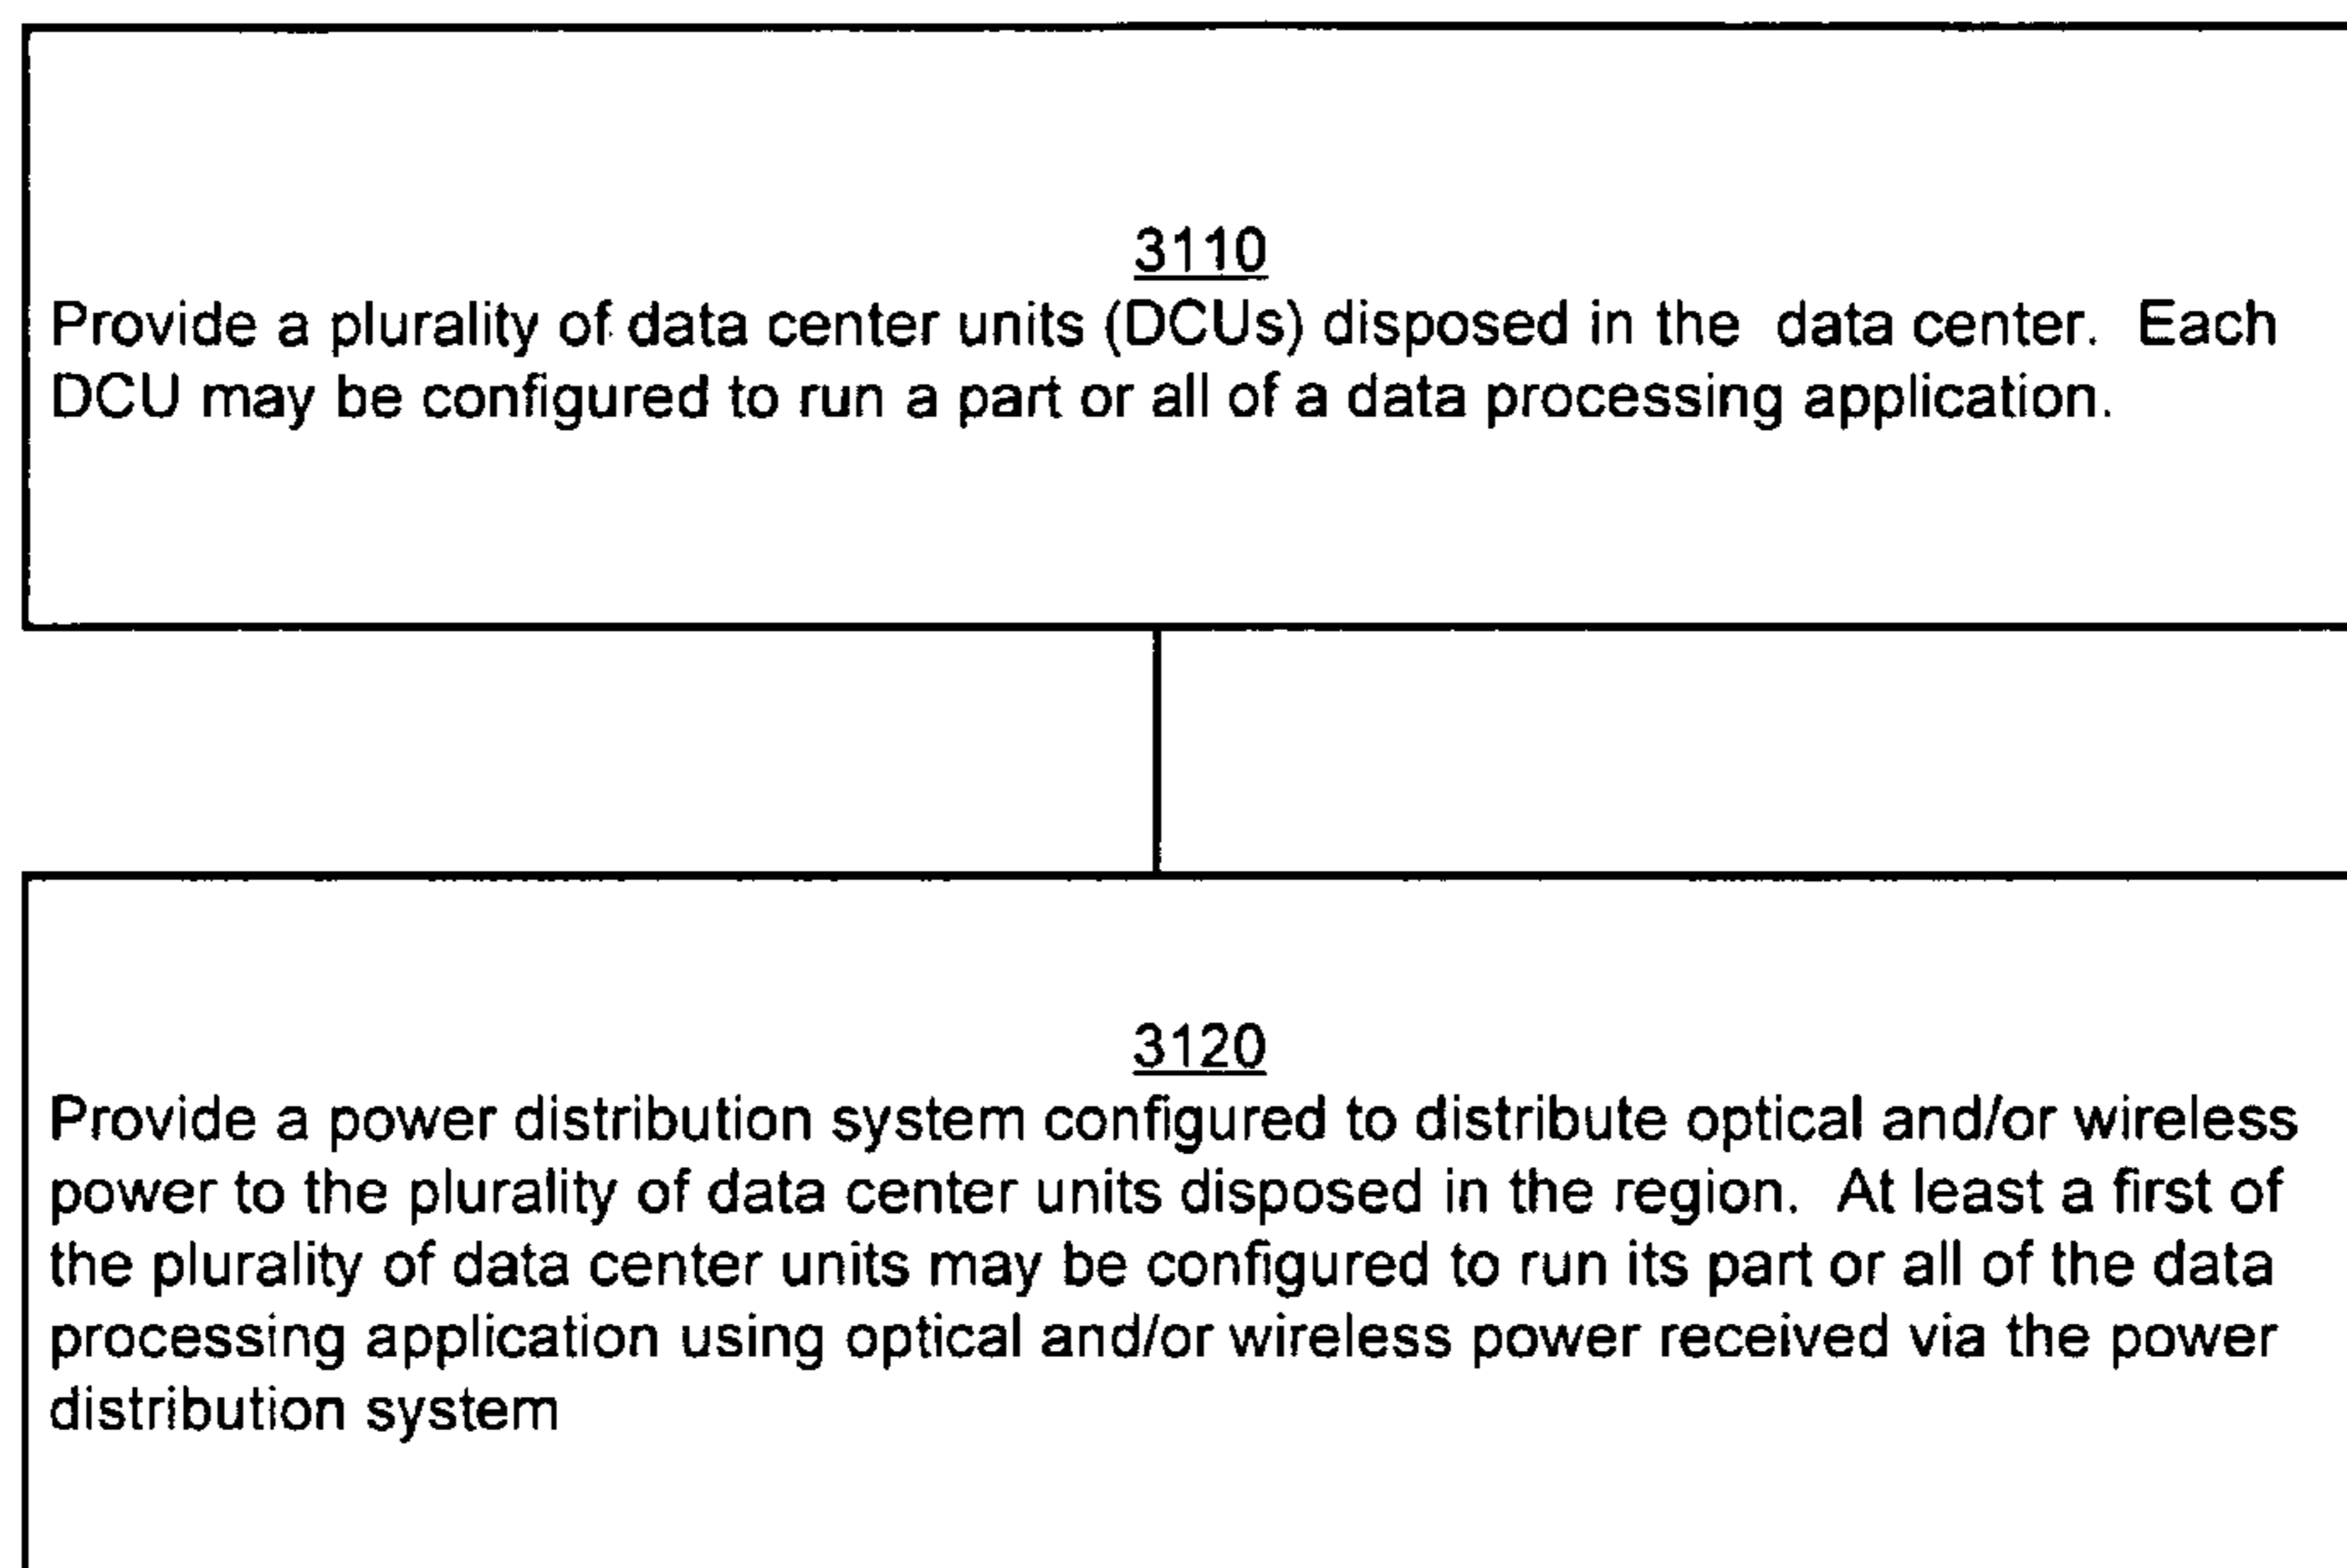 3110
Provide a plurality of data center units (DCUs) disposed in the data center. Each
DCU may be configured to run a part or all of a data processing application.
3120
Provide a power distribution system configured to distribute optical and/or wireless
power to the plurality of data center units disposed in the region. At least a first of
the plurality of data center units may be configured to run its part or all of the data
processing application using optical and/or wireless power received via the power
distribution system